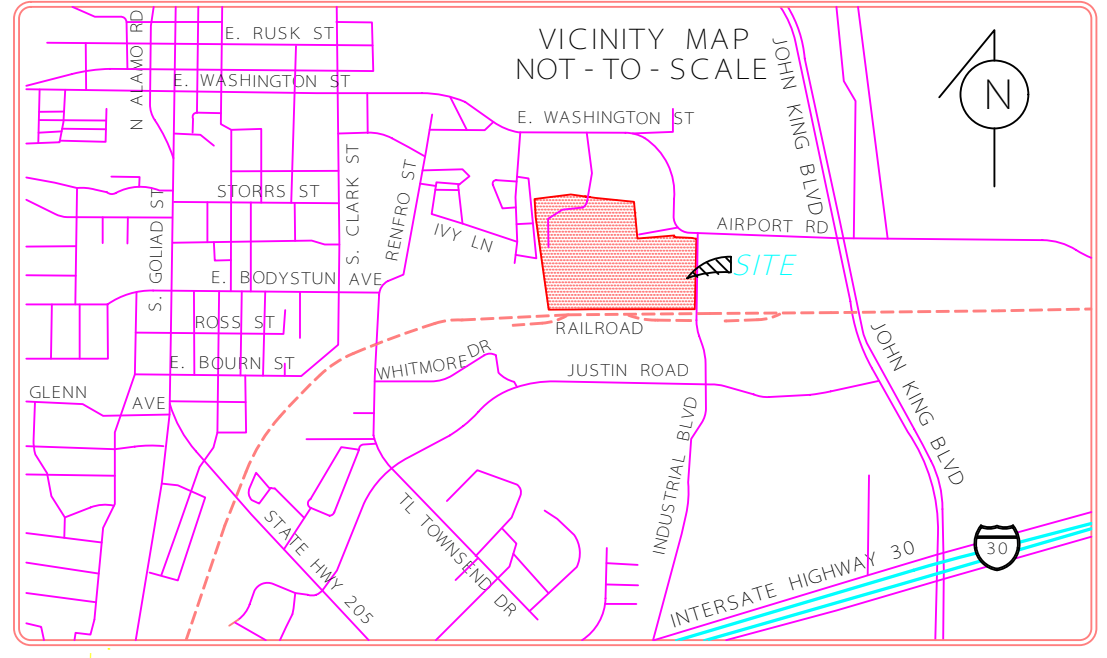 VICINITY MAP
NOT - TO - SCALE
N
N ALAMO RD
E. RUSK ST
E. WASHINGTON ST
E. WASHINGTON ST
JOHN KING BLVD
STORRS ST
S. GOLIAD ST
S. CLARK ST
RENFRO ST
IVY LN
AIRPORT RD
SITE
E. BODYSTUN AVE
ROSS ST
RAILROAD
E. BOURN ST
WHITMORE DR
JUSTIN ROAD
JOHN KING BLVD
GLENN AVE
INDUSTRIAL BLVD
TL TOWNSEND DR
STATE HWY 205
INTERSATE HIGHWAY 30
30